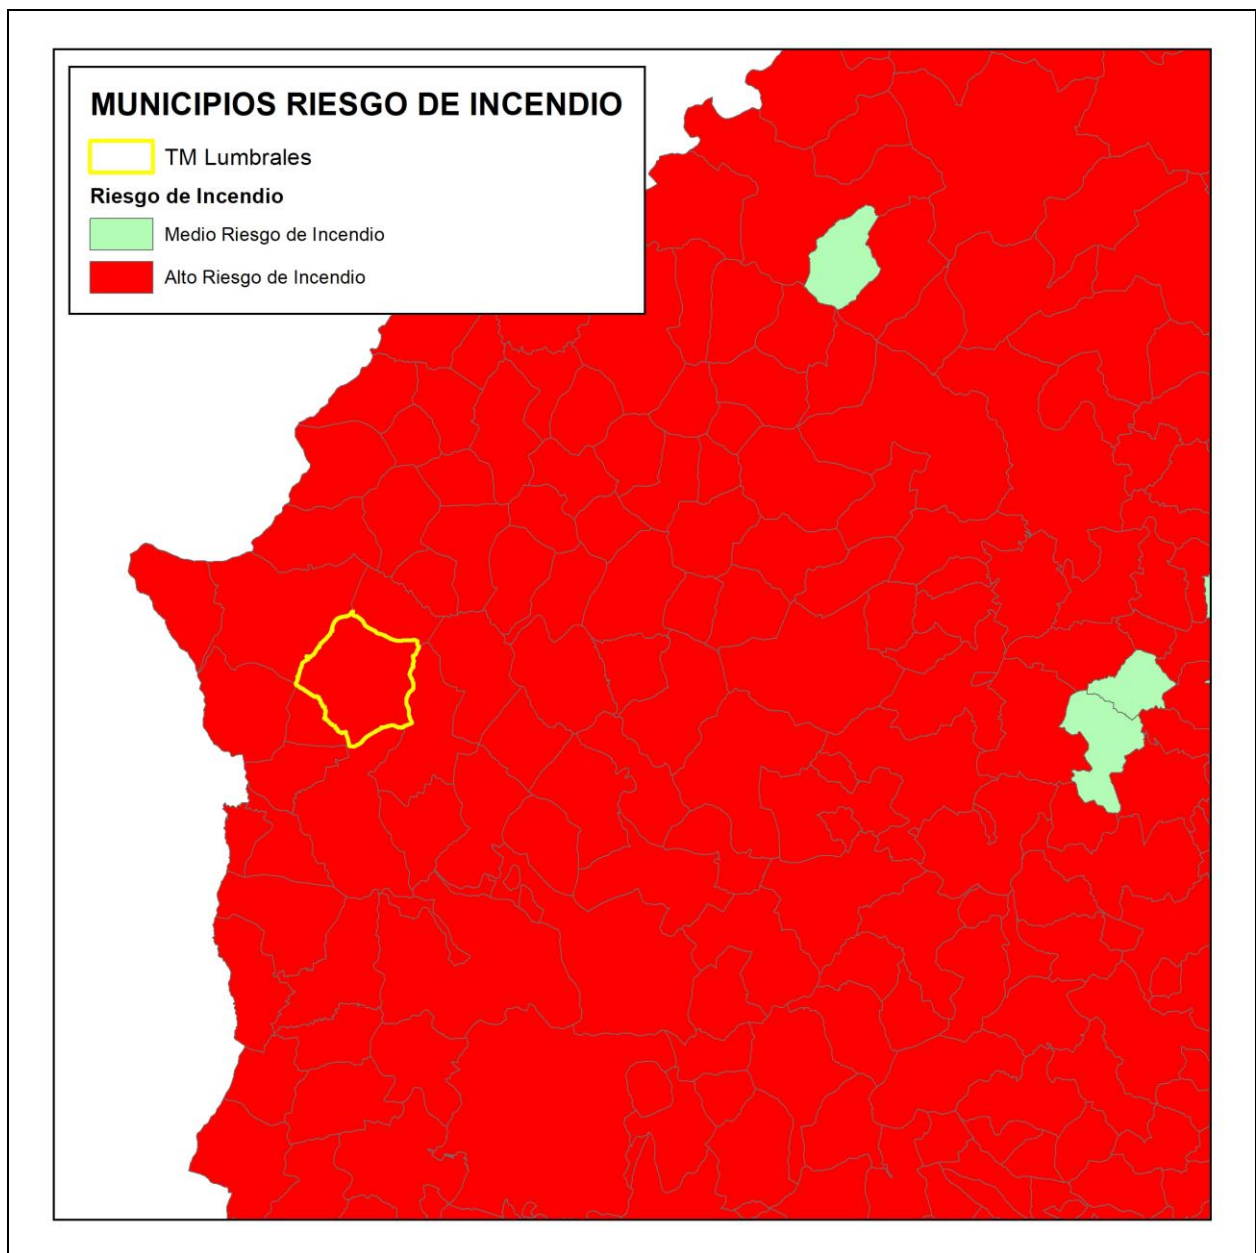 MUNICIPIOS RIESGO DE INCENDIO
TM Lumbrales
Riesgo de Incendio
Medio Riesgo de Incendio
Alto Riesgo de Incendio